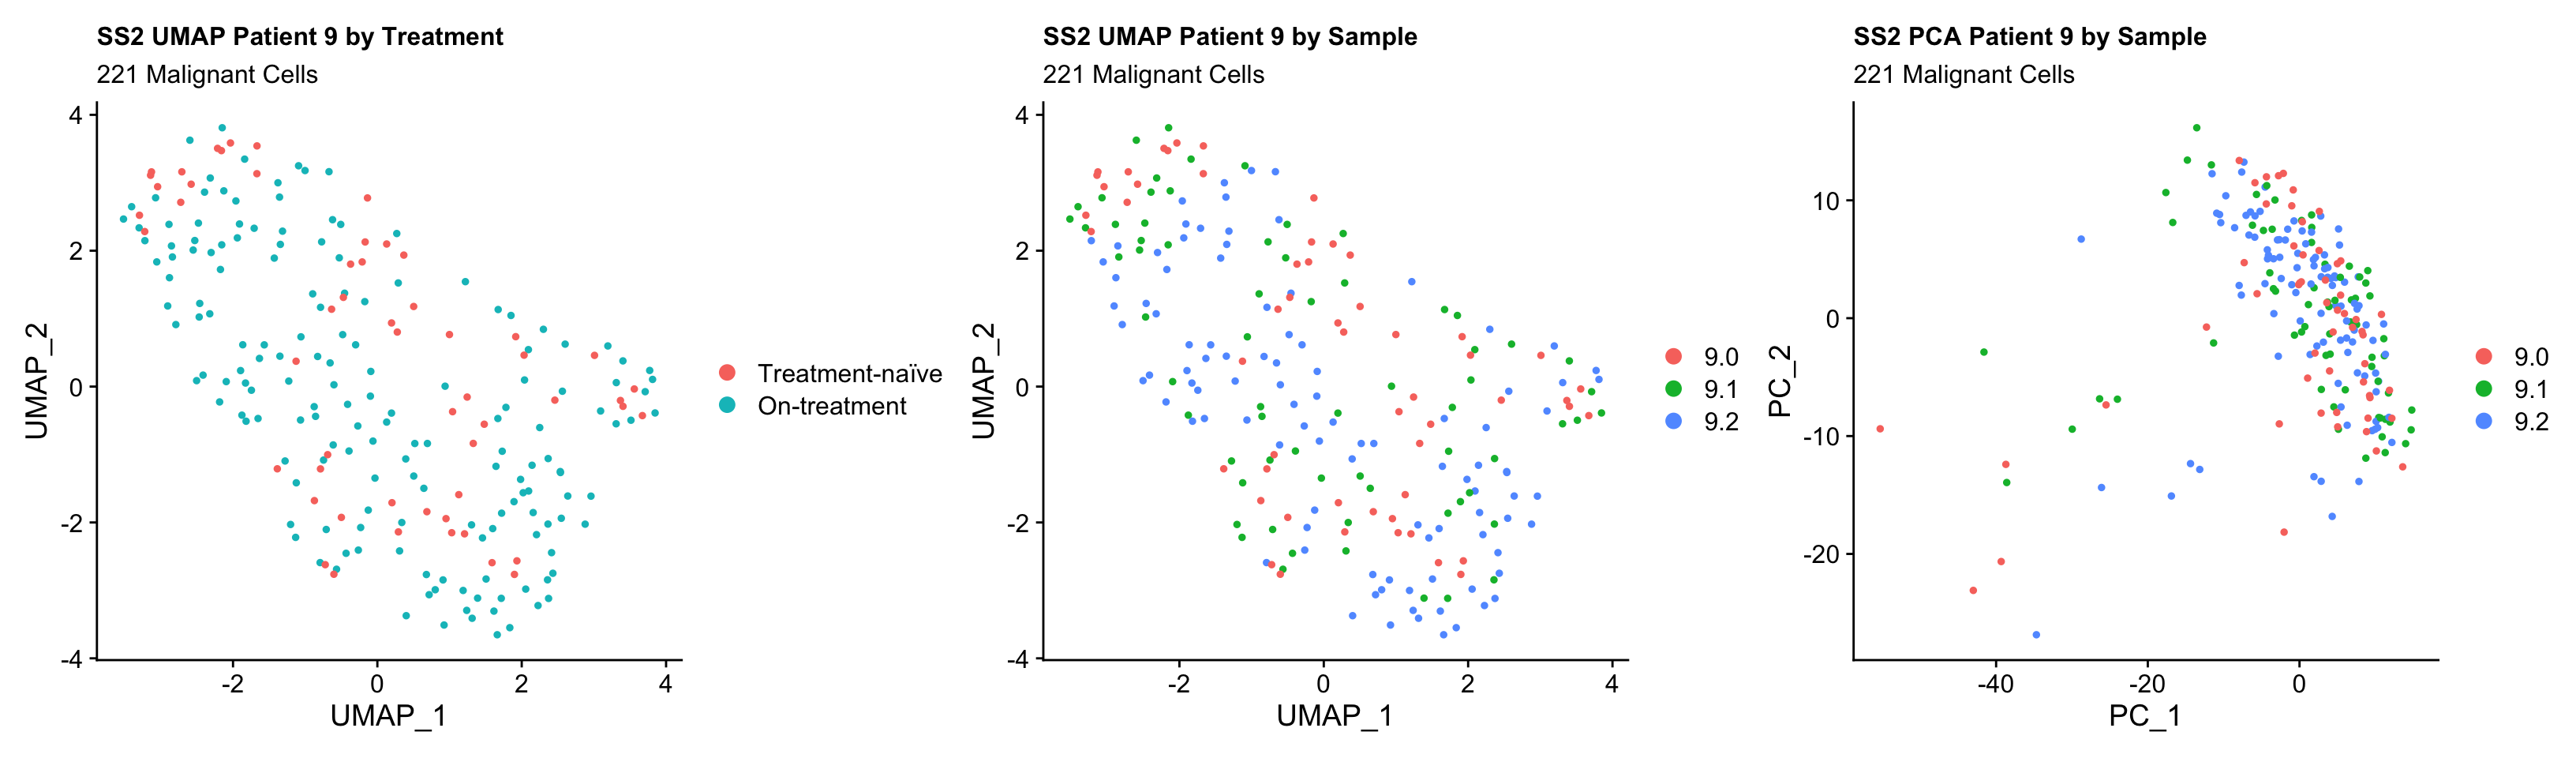 SS2 UMAP Patient 9 by Treatment
221 Malignant Cells
UMAP_2
4
2
0
-2
-4
-2
0
2
4
UMAP_1
Treatment-naïve
On-treatment
SS2 UMAP Patient 9 by Sample
221 Malignant Cells
UMAP_2
4
2
0
-2
-4
-2
0
2
4
UMAP_1
9.0
9.1
9.2
SS2 PCA Patient 9 by Sample
221 Malignant Cells
PC_2
10
0
-10
-20
-40
-20
0
PC_1
9.0
9.1
9.2